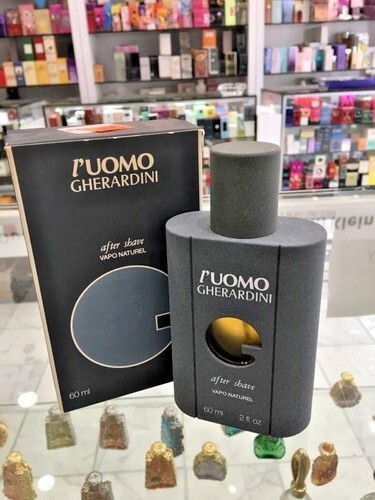 l'UOMO
GHERARDINI
after shave
VAPO NATUREL
60 ml
l'UOMO
GHERARDINI
after shave
VAPO NATUREL
60 ml 2 fl. oz
klein